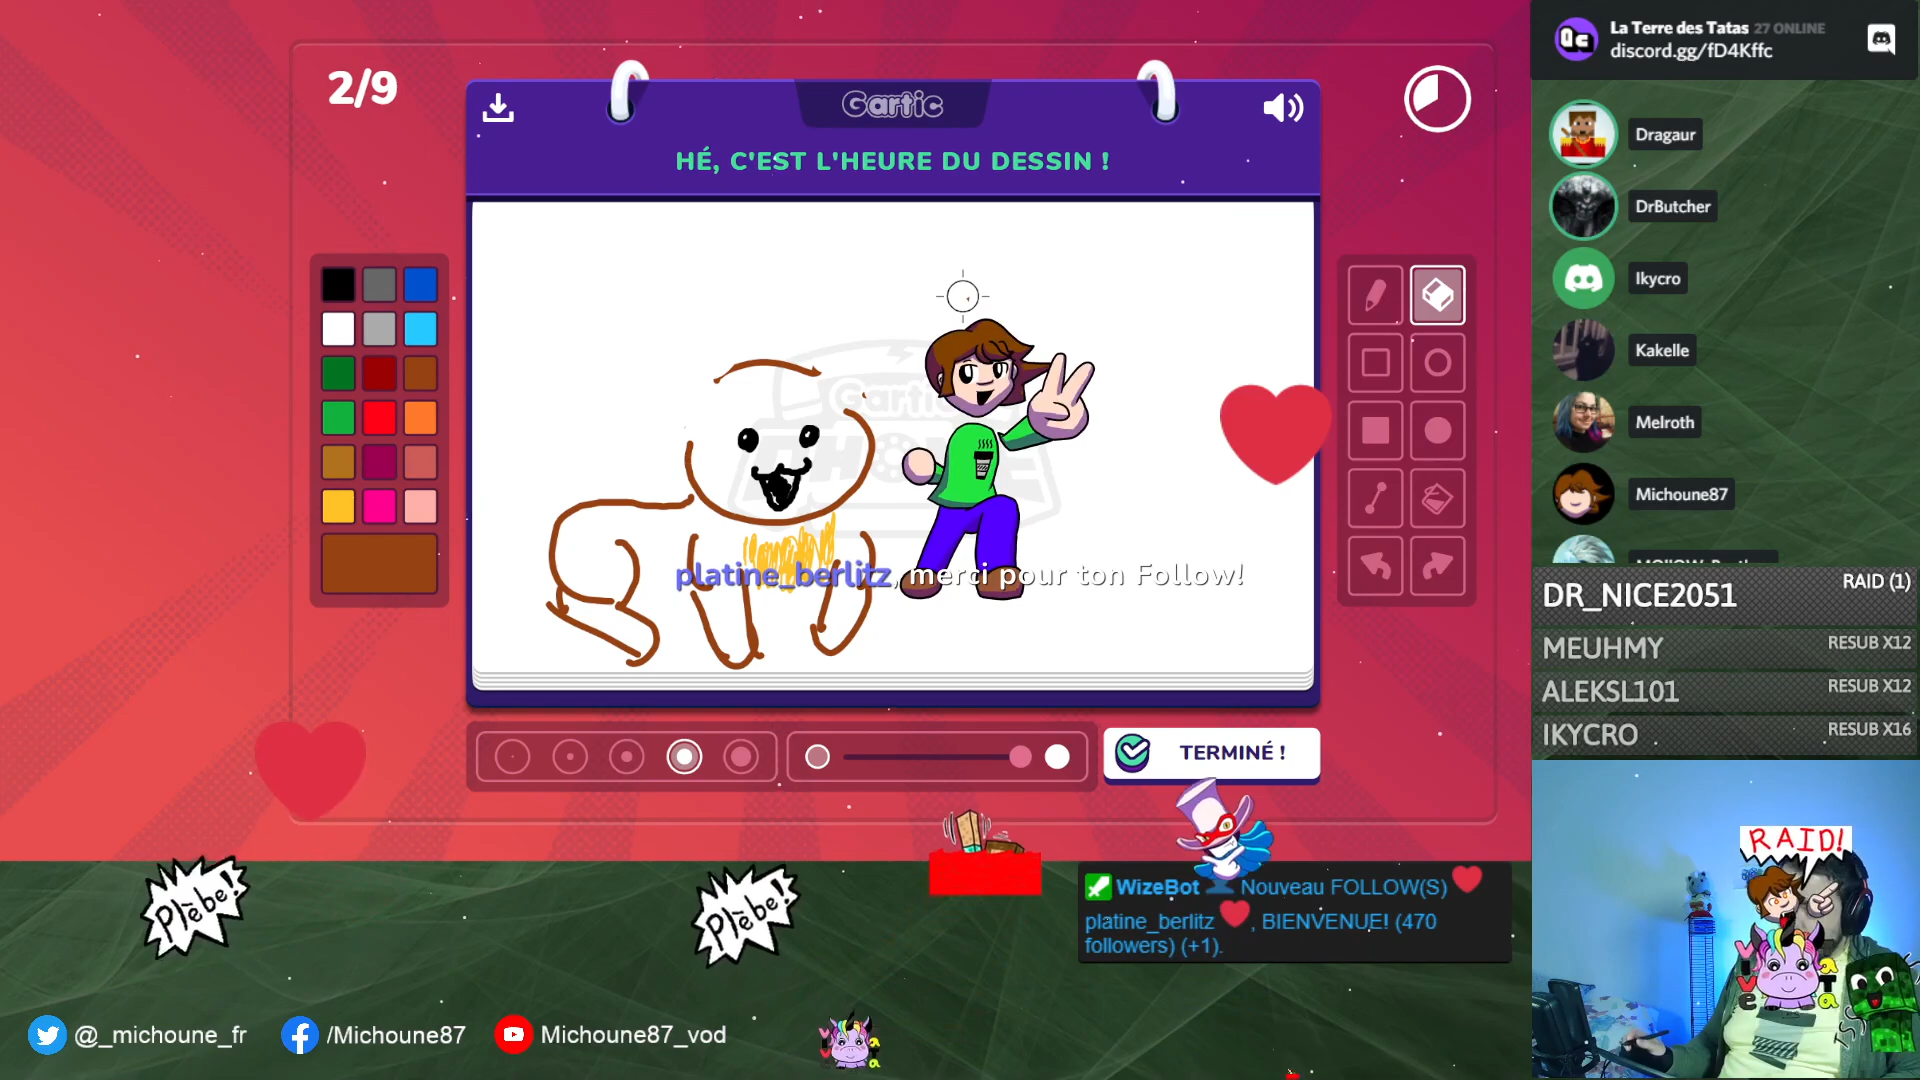 2/9
Gartic
HÉ, C'EST L'HEURE DU DESSIN !
platine_berlitz, merci pour ton Follow!
TERMINÉ !
La Terre des Tatas 27 ONLINE
discord.gg/fD4Kffc
Dragaur
DrButcher
Ikycro
Kakelle
Melroth
Michoune87
DR_NICE2051 RAID (1)
MEUHMY RESUB X12
ALEKSL101 RESUB X12
IKYCRO RESUB X16
RAID!
Plèbe!
Plèbe!
WizeBot Nouveau FOLLOW(S)
platine_berlitz , BIENVENUE! (470
followers) (+1).
@_michoune_fr
/Michoune87
Michoune87_vod